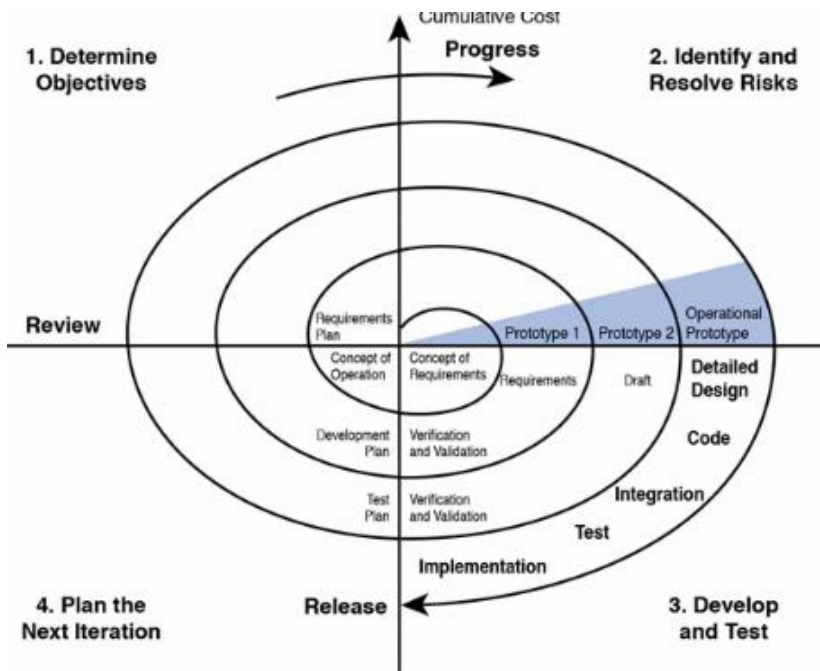 Cumulative Cost
Progress
1. Determine
Objectives
2. Identify and
Resolve Risks
Review
Requirements
Plan
Prototype 1
Prototype 2
Operational
Prototype
Concept of
Operation
Concept of
Requirements
Requirements
Draft
Detailed
Design
Code
Development
Plan
Verification
and Validation
Integration
Test
Plan
Verification
and Validation
Test
Implementation
4. Plan the
Next Iteration
Release
3. Develop
and Test